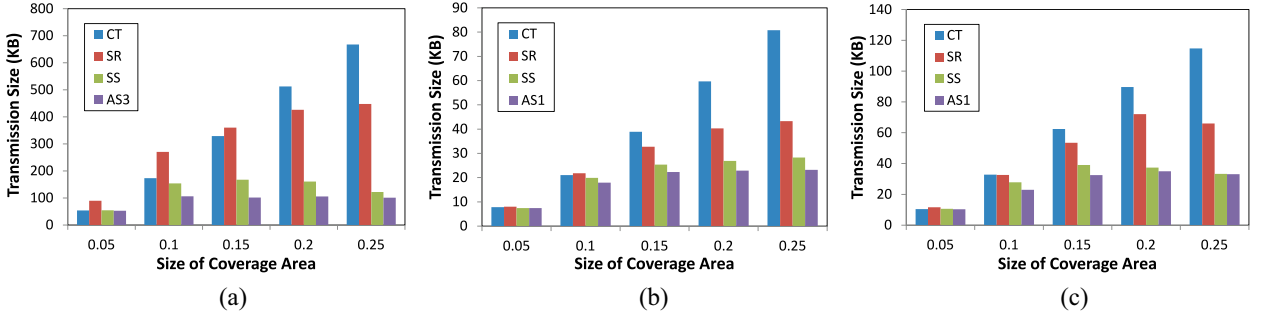 Transmission Size (KB)
800
700
600
500
400
300
200
100
0
CT
SR
SS
AS3
0.05 0.1 0.15 0.2 0.25
Size of Coverage Area
(a)
Transmission Size (KB)
90
80
70
60
50
40
30
20
10
0
CT
SR
SS
AS1
0.05 0.1 0.15 0.2 0.25
Size of Coverage Area
(b)
Transmission Size (KB)
140
120
100
80
60
40
20
0
CT
SR
SS
AS1
0.05 0.1 0.15 0.2 0.25
Size of Coverage Area
(c)